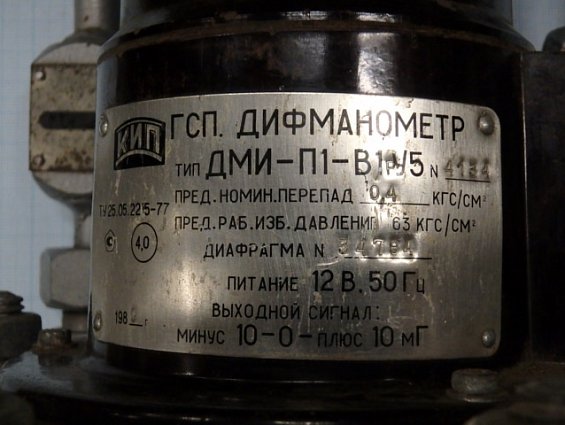 КИП
ГСП. ДИФМАНОМЕТР
ТИП ДМИ-П1-В1Р/5 N
ПРЕД. НОМИН. ПЕРЕПАД 0,4 КГС/СМ²
ТУ 25.05.2215-77
ПРЕД. РАБ. ИЗБ. ДАВЛЕНИЕ 63 КГС/СМ²
4,0
ДИАФРАГМА N
ПИТАНИЕ 12 В. 50 Гц
ВЫХОДНОЙ СИГНАЛ:
г
МИНУС 10-0-ПЛЮС 10 мГ